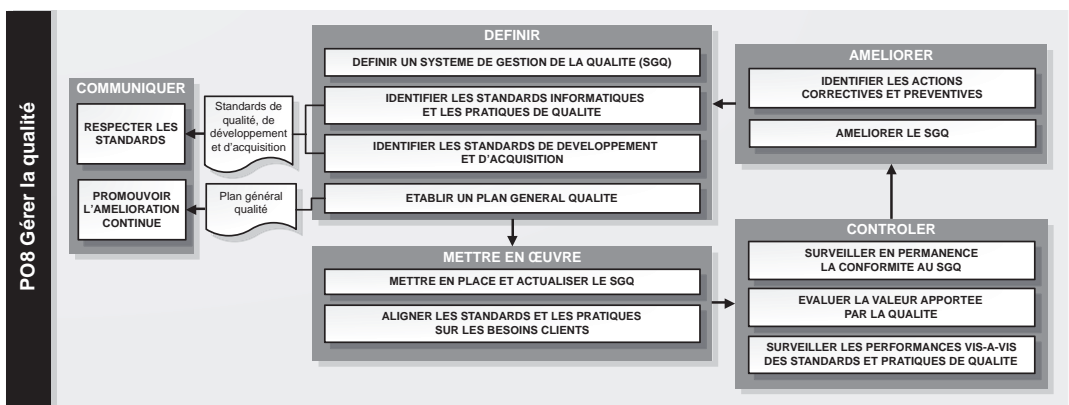 PO8 Gérer la qualité
COMMUNIQUER
RESPECTER LES
STANDARDS
PROMOUVOIR
L'AMELIORATION
CONTINUE
Standards de
qualité, de
développement
et d'acquisition
Plan général
qualité
DEFINIR
DEFINIR UN SYSTEME DE GESTION DE LA QUALITE (SGQ)
IDENTIFIER LES STANDARDS INFORMATIQUES
ET LES PRATIQUES DE QUALITE
IDENTIFIER LES STANDARDS DE DEVELOPPEMENT
ET D'ACQUISITION
ETABLIR UN PLAN GENERAL QUALITE
METTRE EN ŒUVRE
METTRE EN PLACE ET ACTUALISER LE SGQ
ALIGNER LES STANDARDS ET LES PRATIQUES
SUR LES BESOINS CLIENTS
AMELIORER
IDENTIFIER LES ACTIONS
CORRECTIVES ET PREVENTIVES
AMELIORER LE SGQ
CONTROLER
SURVEILLER EN PERMANENCE
LA CONFORMITE AU SGQ
EVALUER LA VALEUR APPORTEE
PAR LA QUALITE
SURVEILLER LES PERFORMANCES VIS-A-VIS
DES STANDARDS ET PRATIQUES DE QUALITE